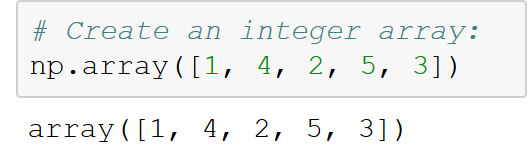 # Create an integer array:
np.array([1, 4, 2, 5, 3])
array([1, 4, 2, 5, 3])